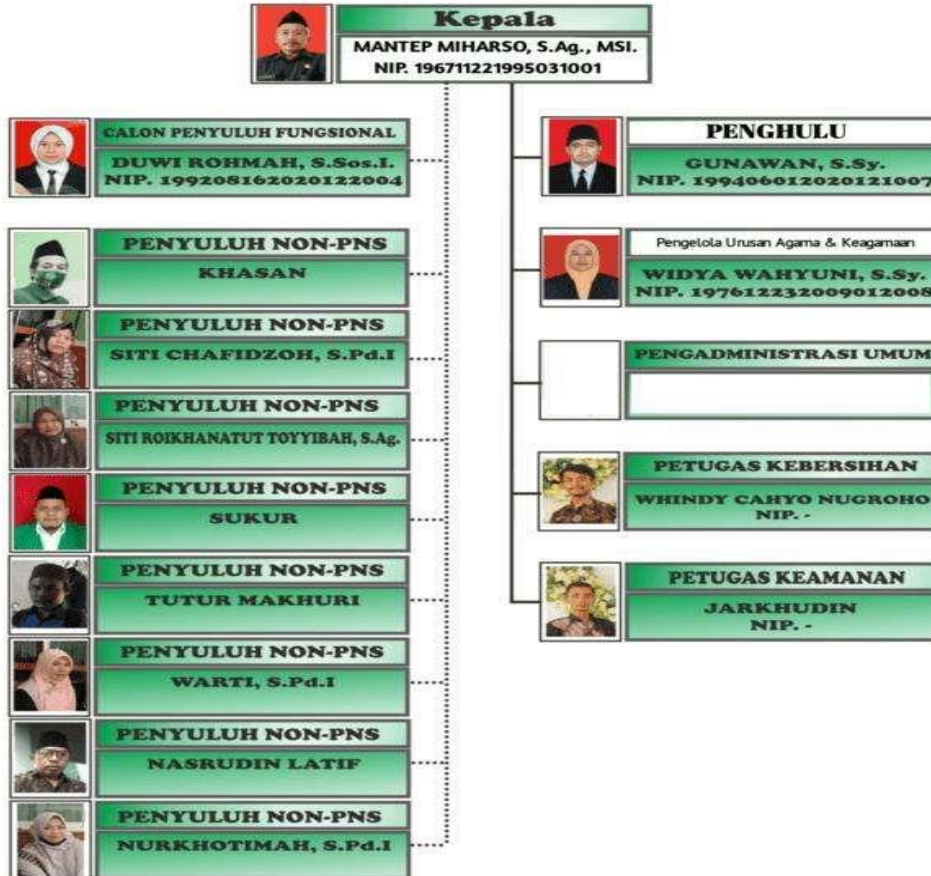 Kepala
MANTEP MIHARSO, S.Ag., MSI.
NIP. 196711221995031001
CALON PENYULUH FUNGSIONAL
DUWI ROHMAH, S.Sos.I.
NIP. 199208162020122004
PENYULUH NON-PNS
KHASAN
PENYULUH NON-PNS
SITI CHAFIDZOH, S.Pd.I
PENYULUH NON-PNS
SITI ROIKHANATUT TOYYIBAH, S.Ag.
PENYULUH NON-PNS
SUKUR
PENYULUH NON-PNS
TUTUR MAKHURI
PENYULUH NON-PNS
WARTI, S.Pd.I
PENYULUH NON-PNS
NASRUDIN LATIF
PENYULUH NON-PNS
NURKHOTIMAH, S.Pd.I
PENGHULU
GUNAWAN, S.Sy.
NIP. 199406012020121007
Pengelola Urusan Agama & Keagamaan
WIDYA WAHYUNI, S.Sy.
NIP. 197612232009012008
PENGADMINISTRASI UMUM
PETUGAS KEBERSIHAN
WHINDY CAHYO NUGROHO
NIP. -
PETUGAS KEAMANAN
JARKHUDIN
NIP. -